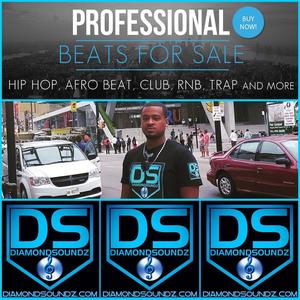 PROFESSIONAL
BUY
NOW!
BEATS FOR SALE
HIP HOP, AFRO BEAT, CLUB, RNB, TRAP AND MORE
DS
DIAMONDSOUNDZ
DS
DIAMONDSOUNDZ
DIAMONDSOUNDZ.COM
DS
DIAMONDSOUNDZ
DIAMONDSOUNDZ.COM
DS
DIAMONDSOUNDZ
DIAMONDSOUNDZ.COM